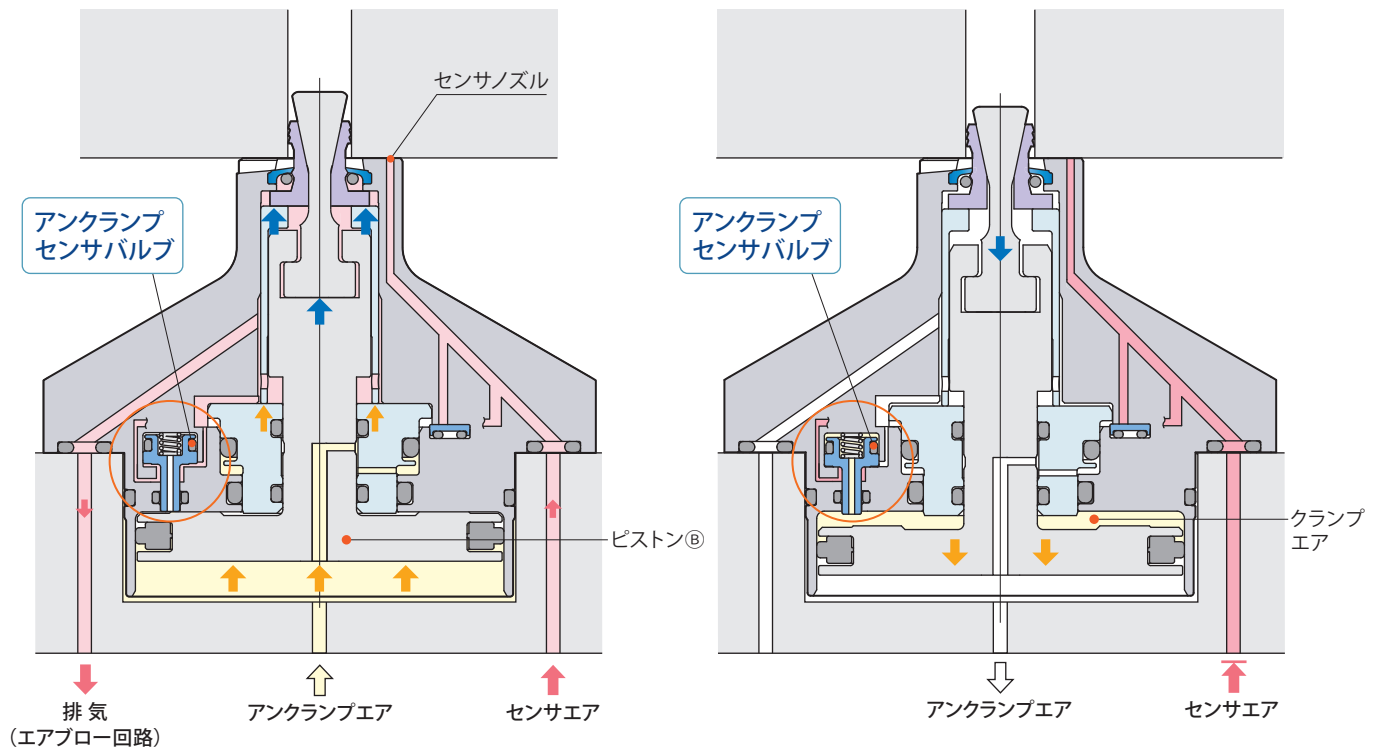 センサノズル
アンクランプ
センサバルブ
ピストンⒷ
排 気
(エアブロー回路)
アンクランプエア
センサエア
アンクランプ
センサバルブ
クランプ
エア
アンクランプエア
センサエア